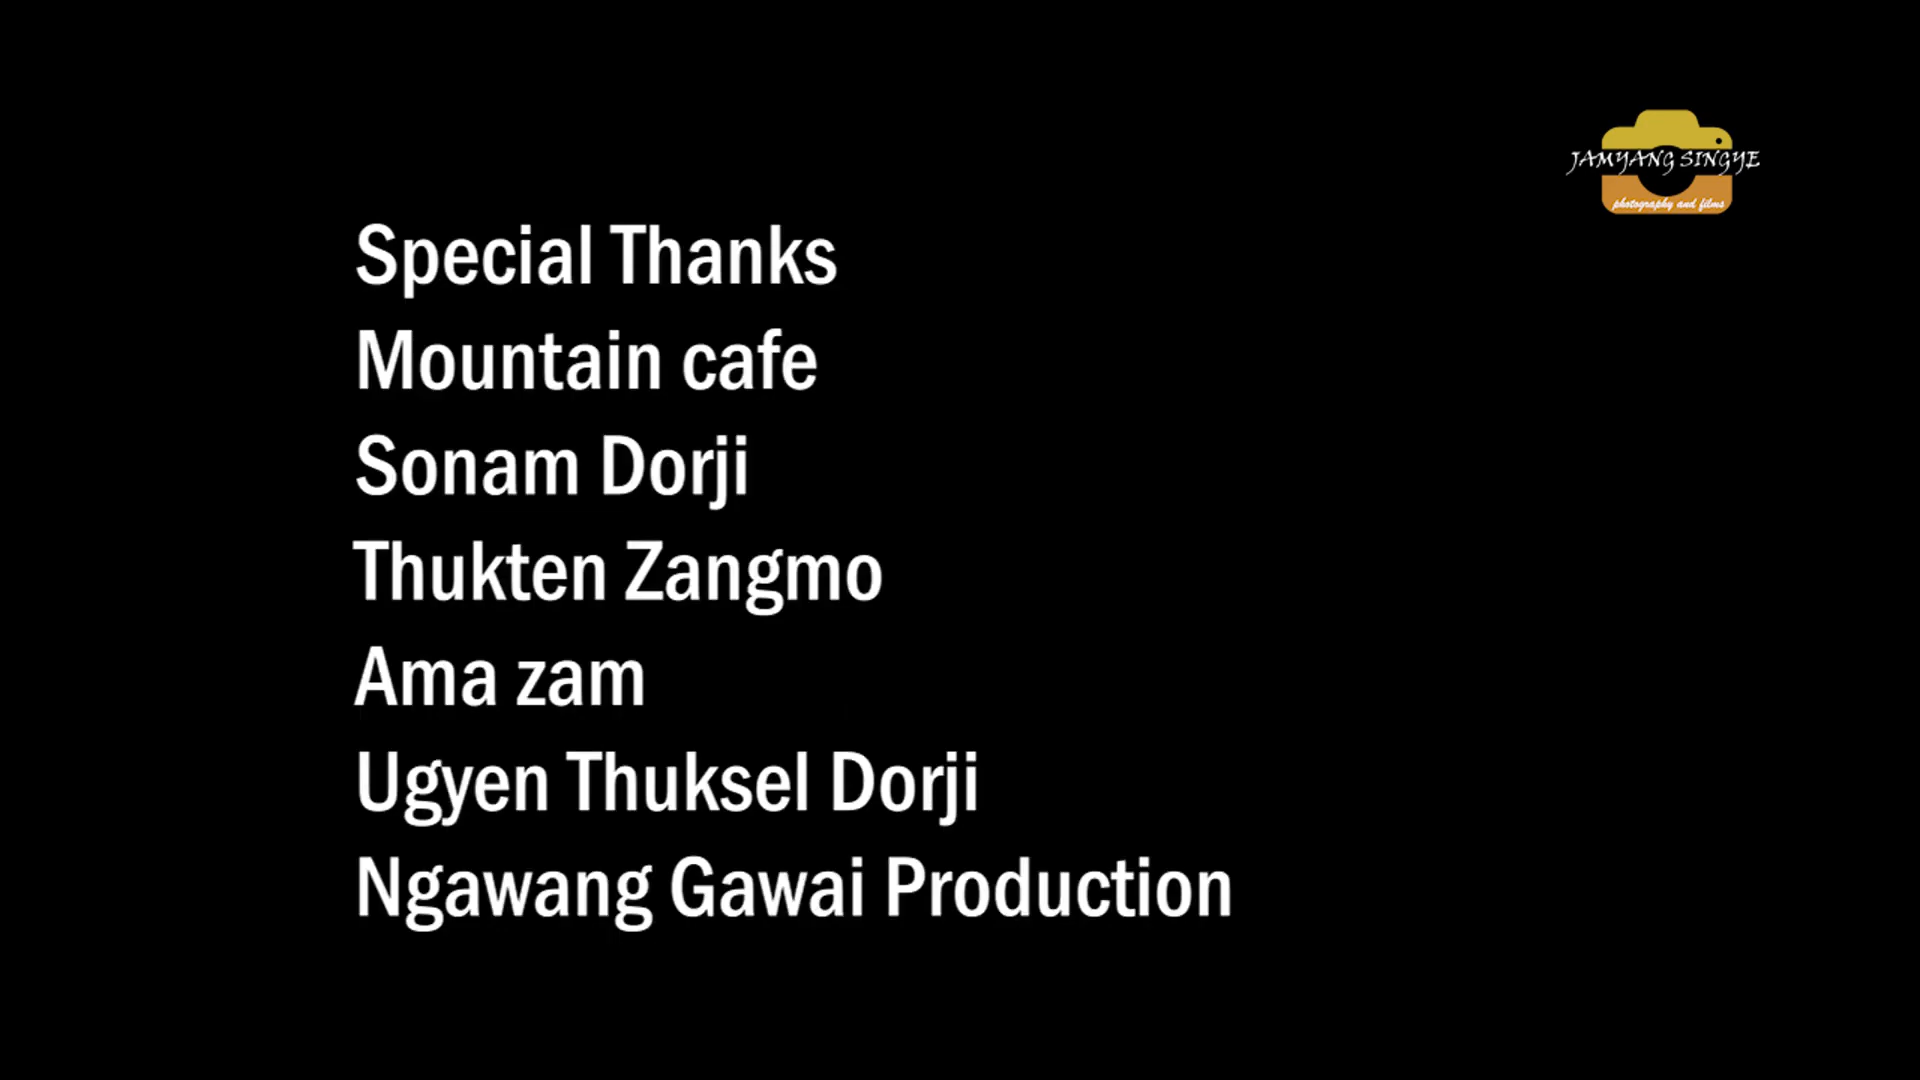 JAMYANG SINGYE
photography and films
Special Thanks
Mountain cafe
Sonam Dorji
Thukten Zangmo
Ama zam
Ugyen Thuksel Dorji
Ngawang Gawai Production